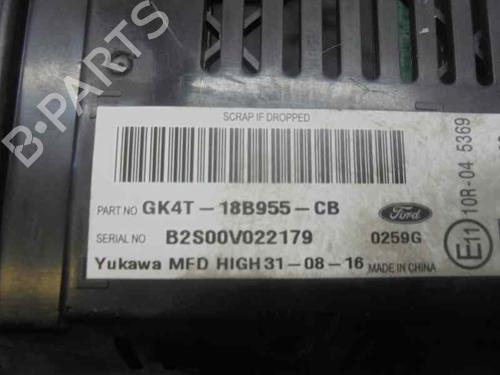 SCRAP IF DROPPED
PART NO GK4T-18B955-CB
Ford
SERIAL NO B2S00V022179 0259G
Yukawa MFD HIGH 31-08-16 MADE IN CHINA
E11 10R-04 5369
B-PARTS